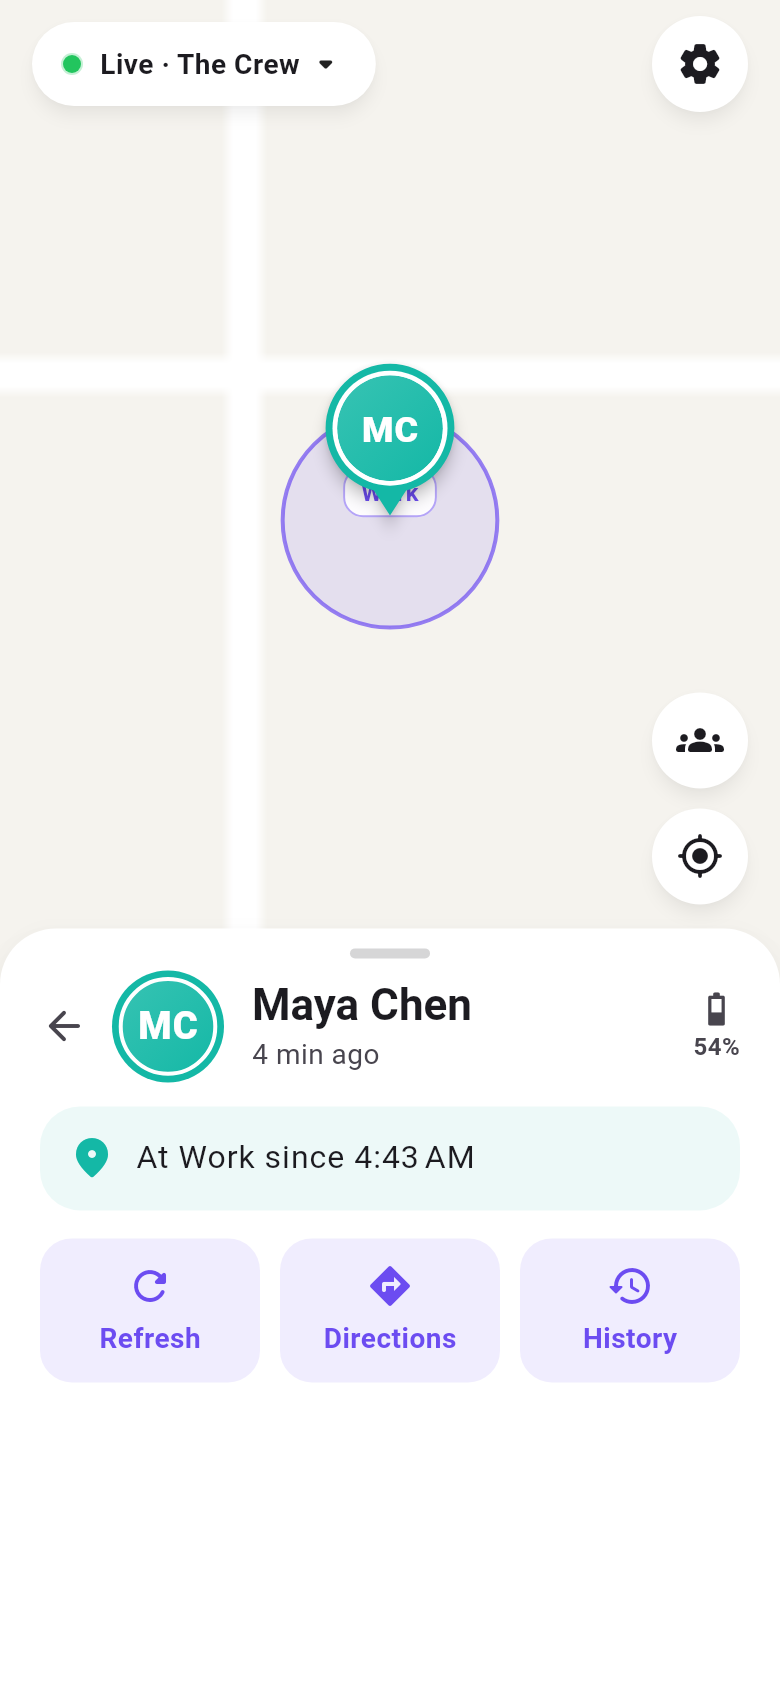 Live · The Crew
MC
MC
Maya Chen
4 min ago
54%
At Work since 4:43 AM
Refresh
Directions
History